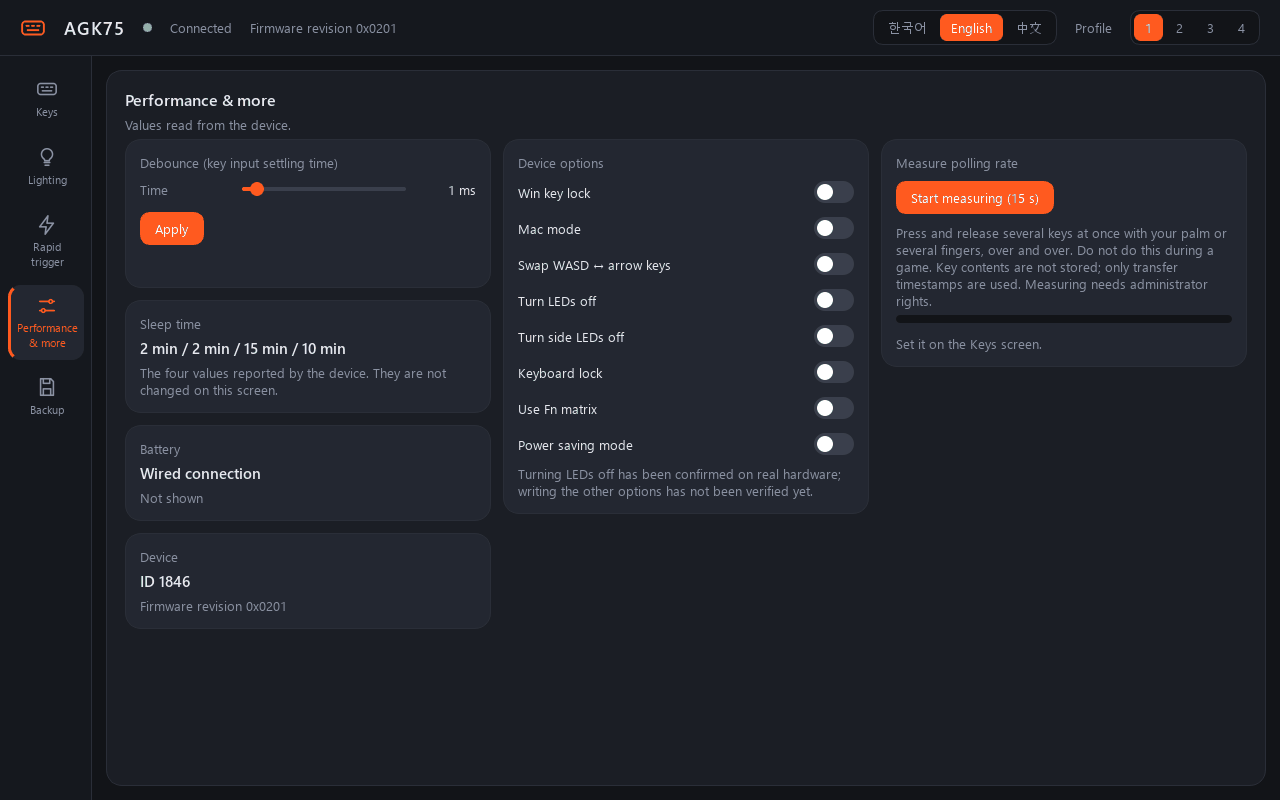 AGK75
Connected
Firmware revision 0x0201
한국어
English
中文
Profile
1
2
3
4
Keys
Lighting
Rapid
trigger
Performance
& more
Backup
Performance & more
Values read from the device.
Debounce (key input settling time)
Time
1 ms
Apply
Sleep time
2 min / 2 min / 15 min / 10 min
The four values reported by the device. They are not
changed on this screen.
Battery
Wired connection
Not shown
Device
ID 1846
Firmware revision 0x0201
Device options
Win key lock
Mac mode
Swap WASD ↔ arrow keys
Turn LEDs off
Turn side LEDs off
Keyboard lock
Use Fn matrix
Power saving mode
Turning LEDs off has been confirmed on real hardware;
writing the other options has not been verified yet.
Measure polling rate
Start measuring (15 s)
Press and release several keys at once with your palm or
several fingers, over and over. Do not do this during a
game. Key contents are not stored; only transfer
timestamps are used. Measuring needs administrator
rights.
Set it on the Keys screen.